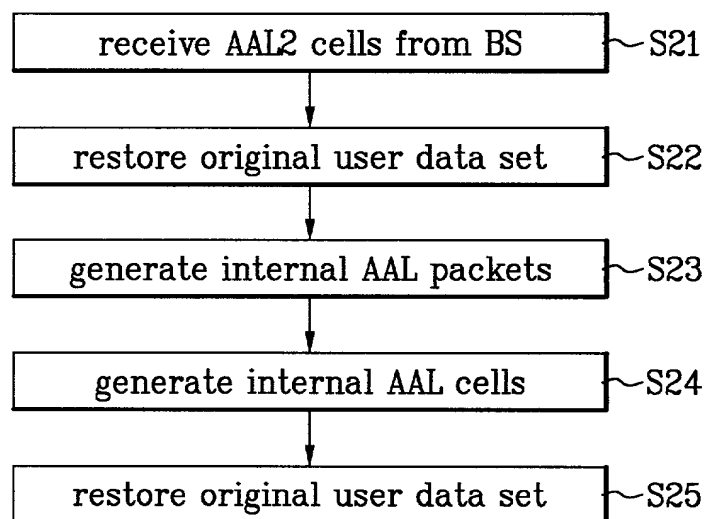 receive AAL2 cells from BS S21
restore original user data set S22
generate internal AAL packets S23
generate internal AAL cells S24
restore original user data set S25